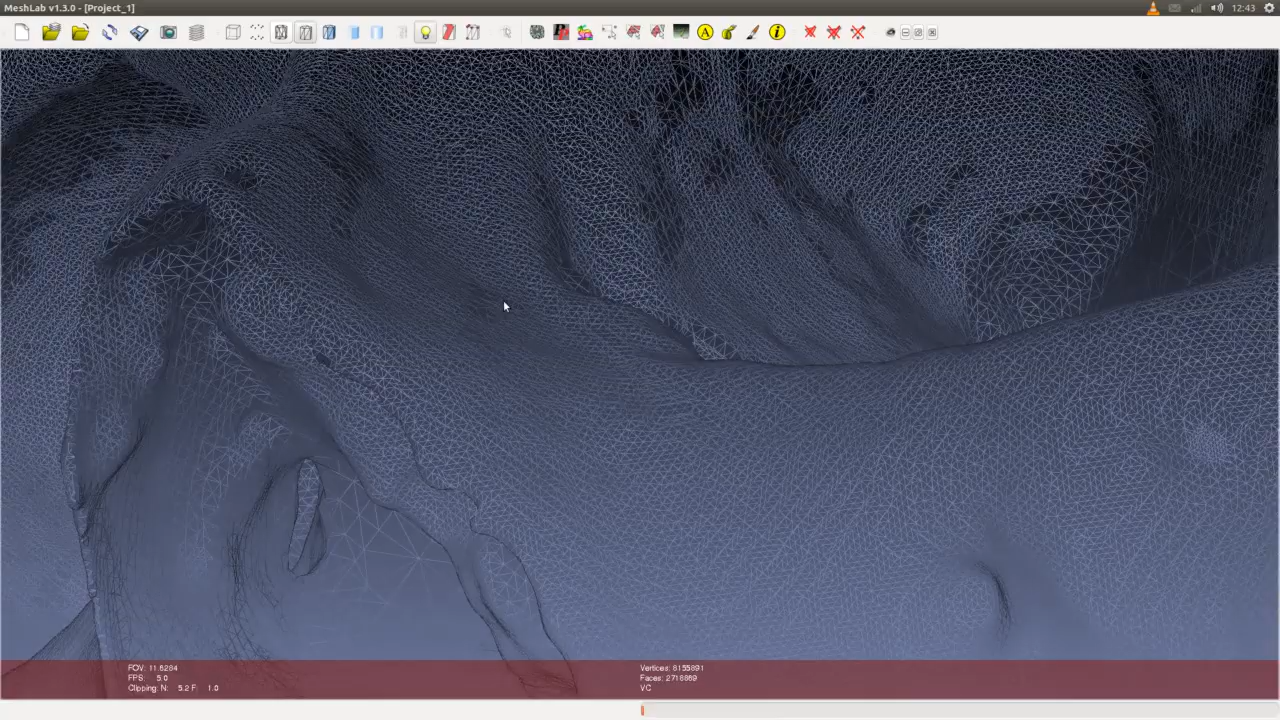 MeshLab v1.3.0 - [Project_1]
12:43
A
i
FOV: 11.6284
FPS: 5.0
Clipping: N: 5.2 F: 1.0
Vertices: 8155891
Faces: 2716869
VC